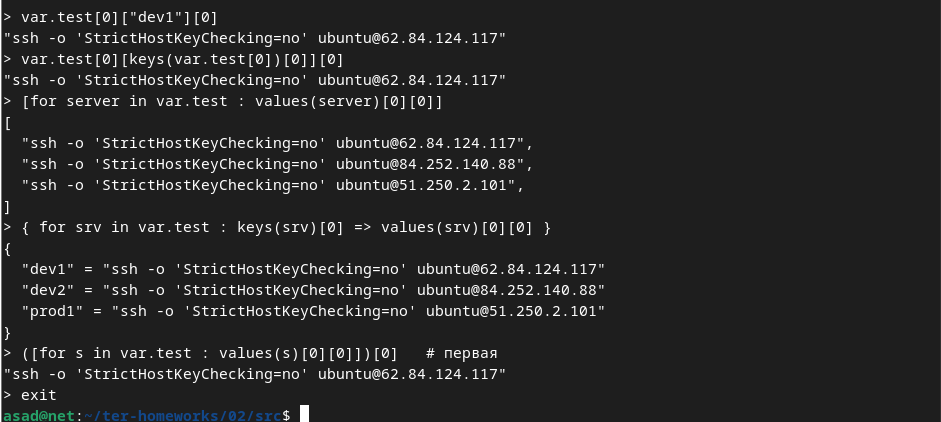 > var.test[0]["dev1"][0]
"ssh -o 'StrictHostKeyChecking=no' ubuntu@62.84.124.117"
> var.test[0][keys(var.test[0])[0]][0]
"ssh -o 'StrictHostKeyChecking=no' ubuntu@62.84.124.117"
> [for server in var.test : values(server)[0][0]]
[
  "ssh -o 'StrictHostKeyChecking=no' ubuntu@62.84.124.117",
  "ssh -o 'StrictHostKeyChecking=no' ubuntu@84.252.140.88",
  "ssh -o 'StrictHostKeyChecking=no' ubuntu@51.250.2.101",
]
> { for srv in var.test : keys(srv)[0] => values(srv)[0][0] }
{
  "dev1" = "ssh -o 'StrictHostKeyChecking=no' ubuntu@62.84.124.117"
  "dev2" = "ssh -o 'StrictHostKeyChecking=no' ubuntu@84.252.140.88"
  "prod1" = "ssh -o 'StrictHostKeyChecking=no' ubuntu@51.250.2.101"
}
> ([for s in var.test : values(s)[0][0]])[0]   # первая
"ssh -o 'StrictHostKeyChecking=no' ubuntu@62.84.124.117"
> exit
asad@net:~/ter-homeworks/02/src$